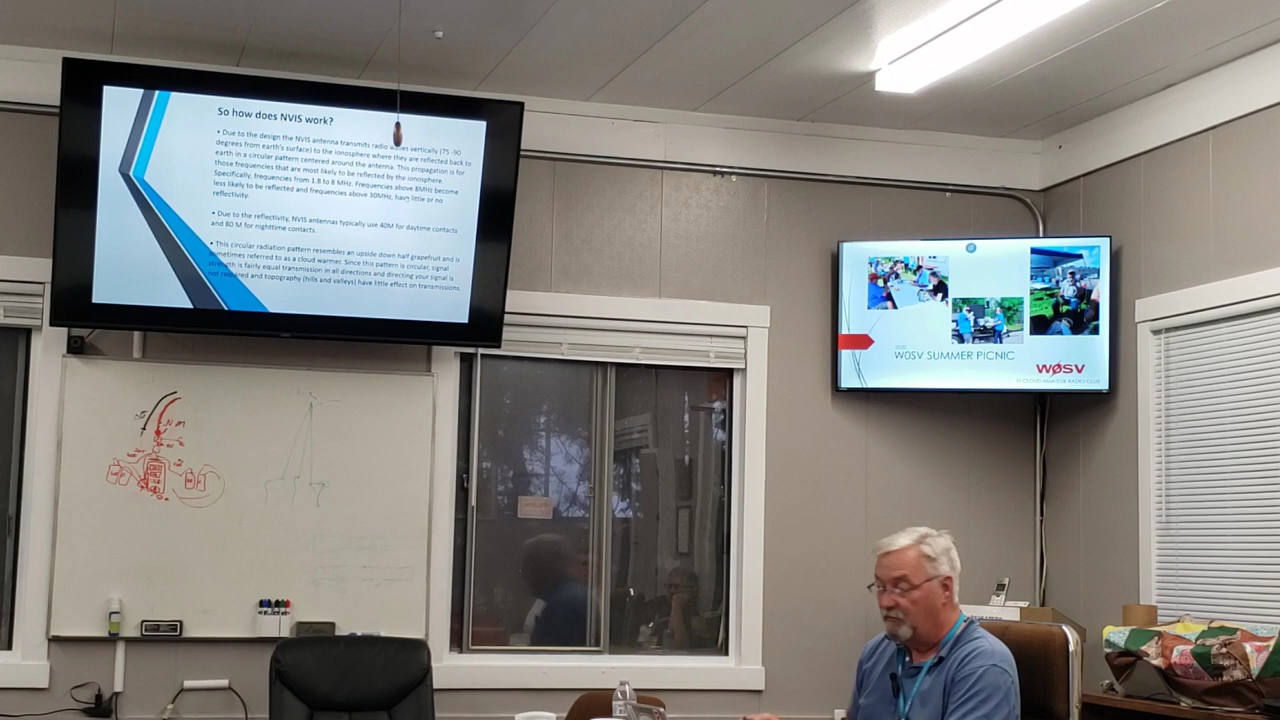 So how does NVIS work?
• Due to the design the NVIS antenna transmits radio waves vertically (75 -90
degrees from earth's surface) to the ionosphere where they are reflected back to
earth in a circular pattern centered around the antenna. This propagation is for
those frequencies that are most likely to be reflected by the ionosphere.
Specifically, frequencies from 1.8 to 8 MHz. Frequencies above 8MHz become
less likely to be reflected and frequencies above 30MHz, have little or no
reflectivity.
• Due to the reflectivity, NVIS antennas typically use 40M for daytime contacts
and 80 M for nighttime contacts.
• This circular radiation pattern resembles an upside down half grapefruit and is
sometimes referred to as a cloud warmer. Since this pattern is circular, signal
strength is fairly equal transmission in all directions and directing your signal is
not required and topography (hills and valleys) have little effect on transmissions.
2020
WØSV SUMMER PICNIC
WØSV
CLOUD AMATEUR RADIO CLUB